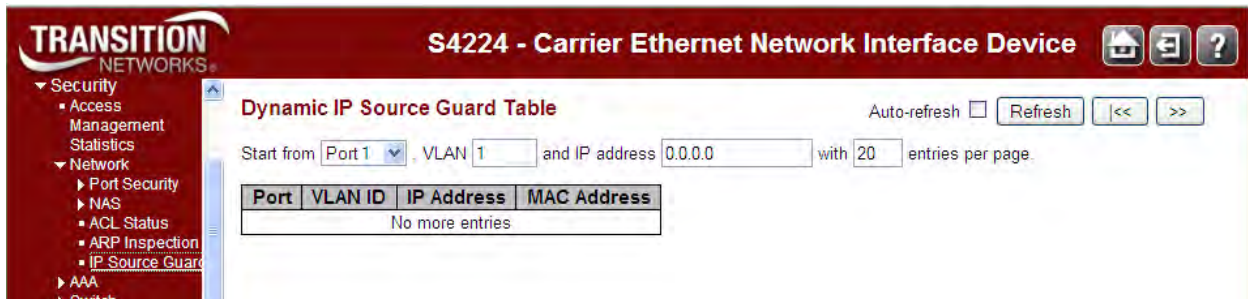 TRANSITION
NETWORKS®
S4224 - Carrier Ethernet Network Interface Device
?
Security
Access
Management
Statistics
Network
Port Security
NAS
ACL Status
ARP Inspection
IP Source Guard
AAA
Switch
Dynamic IP Source Guard Table
Auto-refresh Refresh |<< >>
Start from Port 1 , VLAN 1 and IP address 0.0.0.0 with 20 entries per page.
Port VLAN ID IP Address MAC Address
No more entries